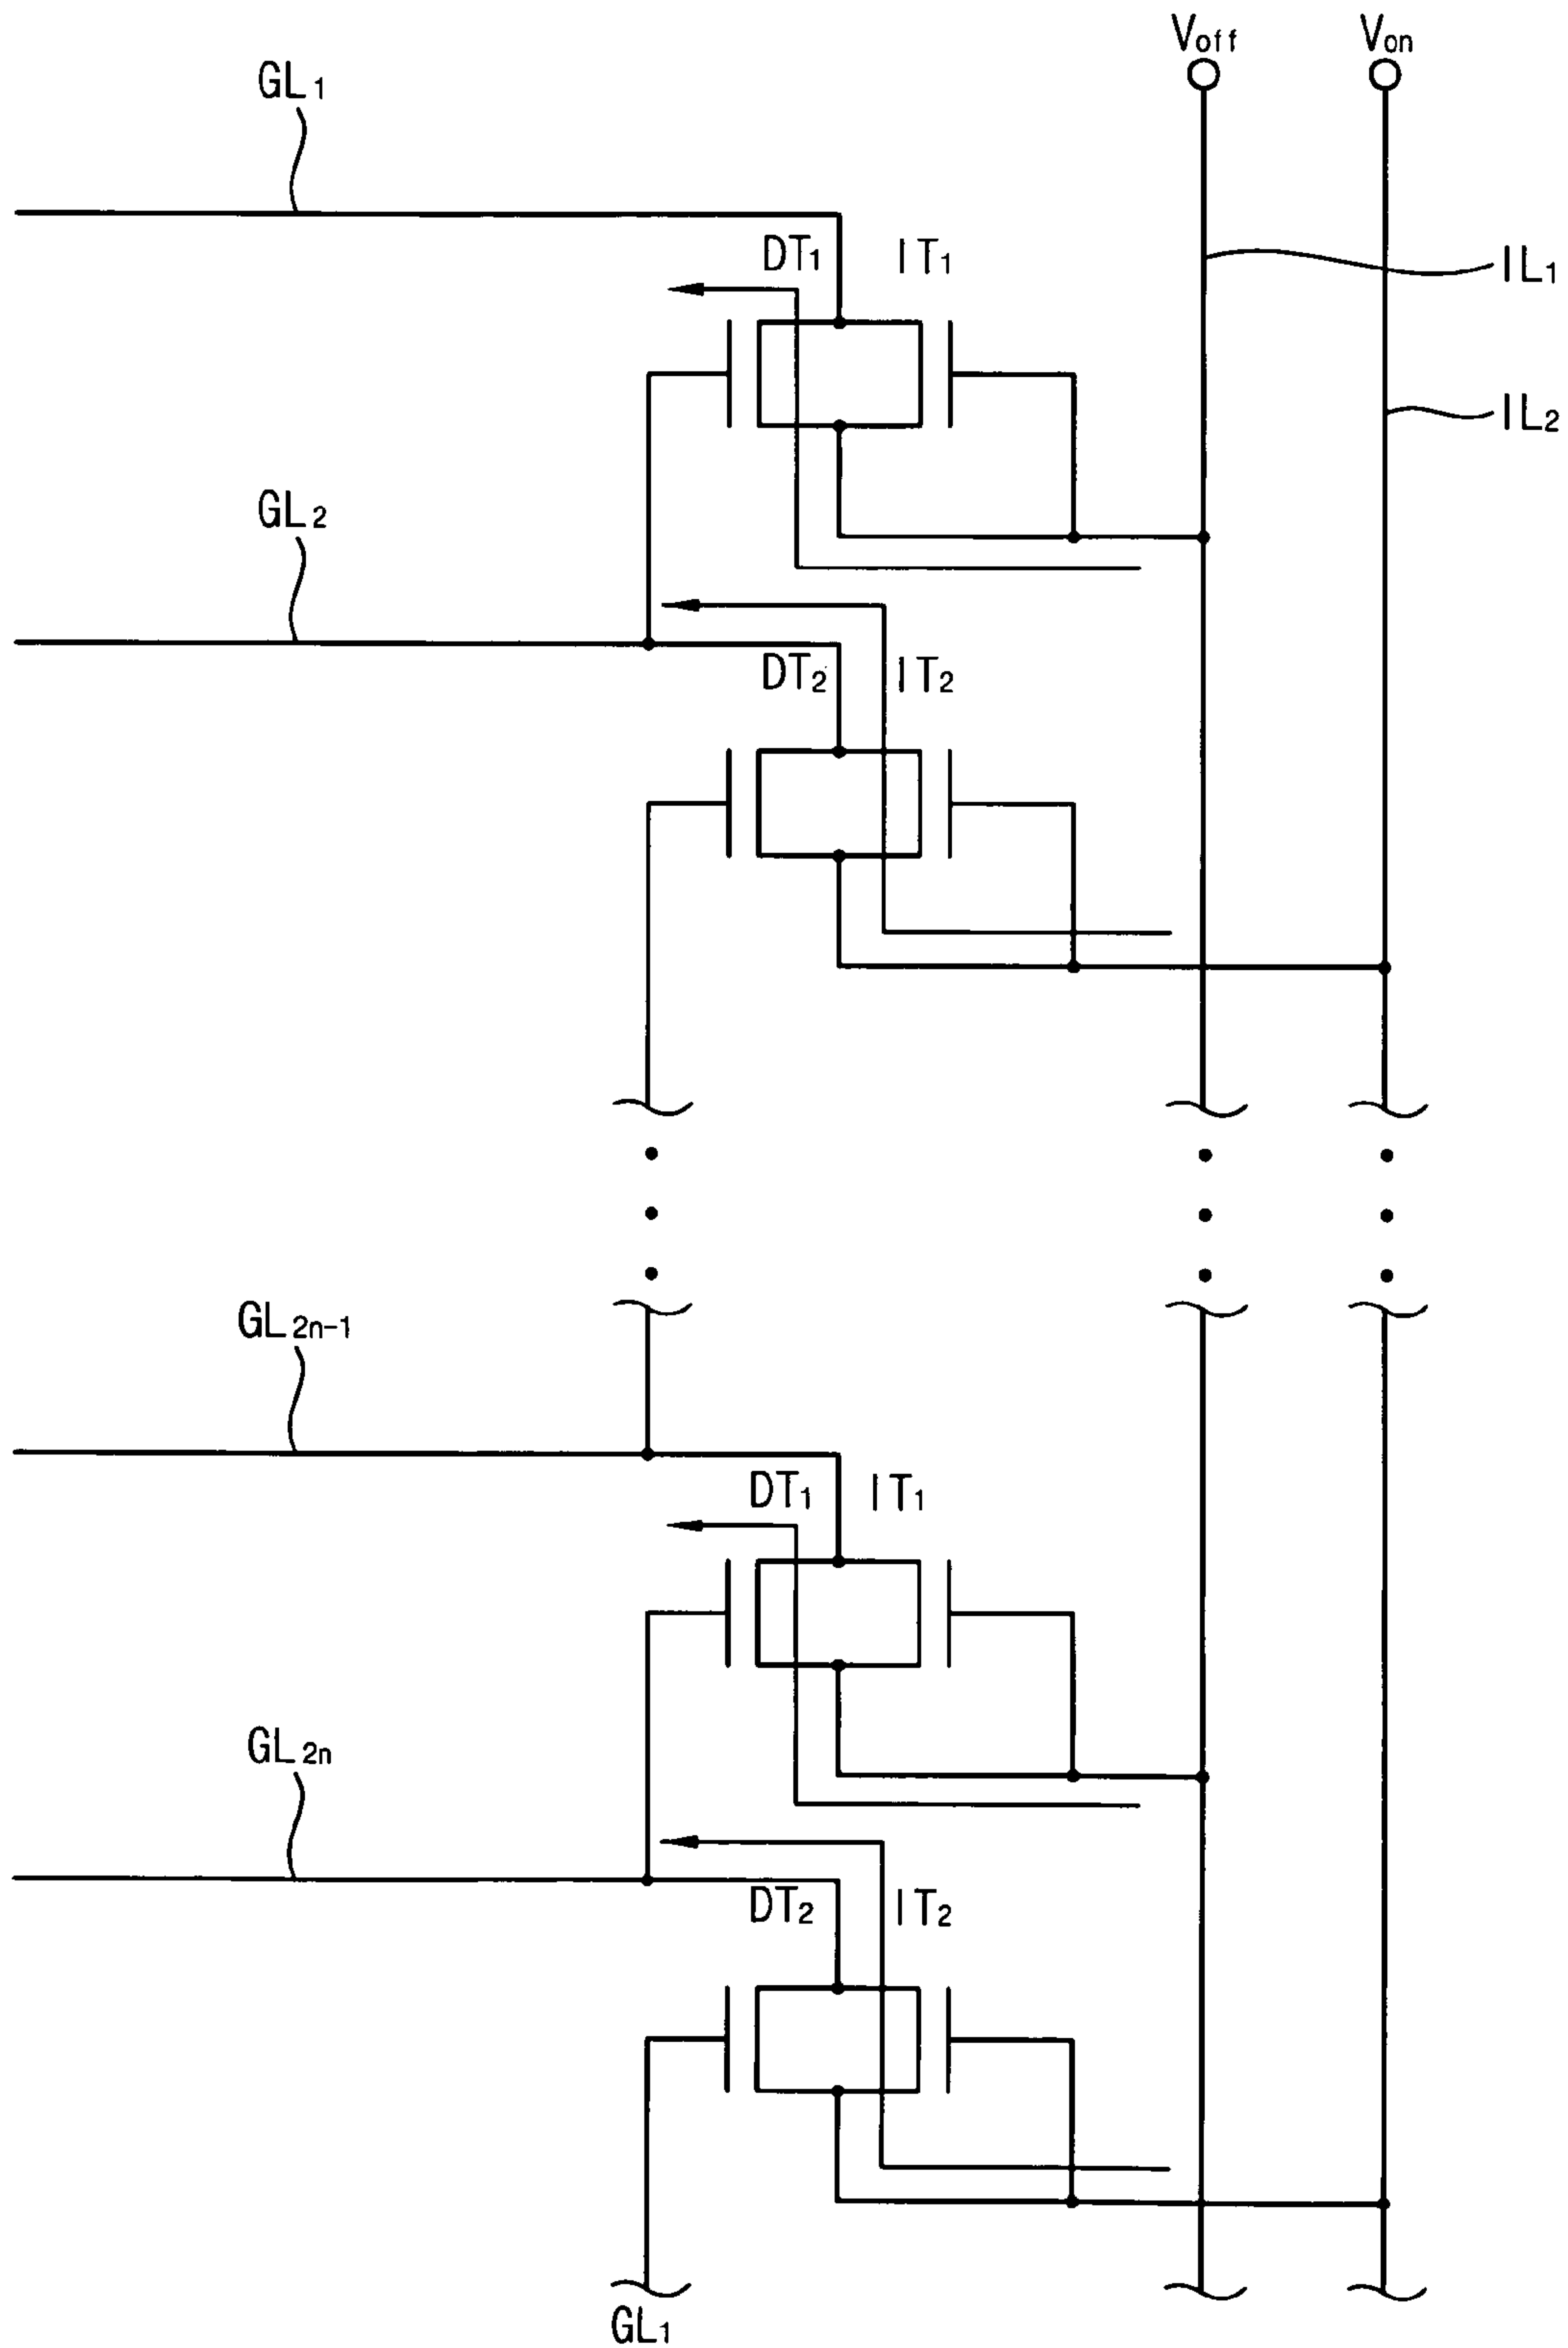 Voff Von
GL1
DT1 IT1
IL1
IL2
GL2
DT2 IT2
GL2n-1
DT1 IT1
GL2n
DT2 IT2
GL1